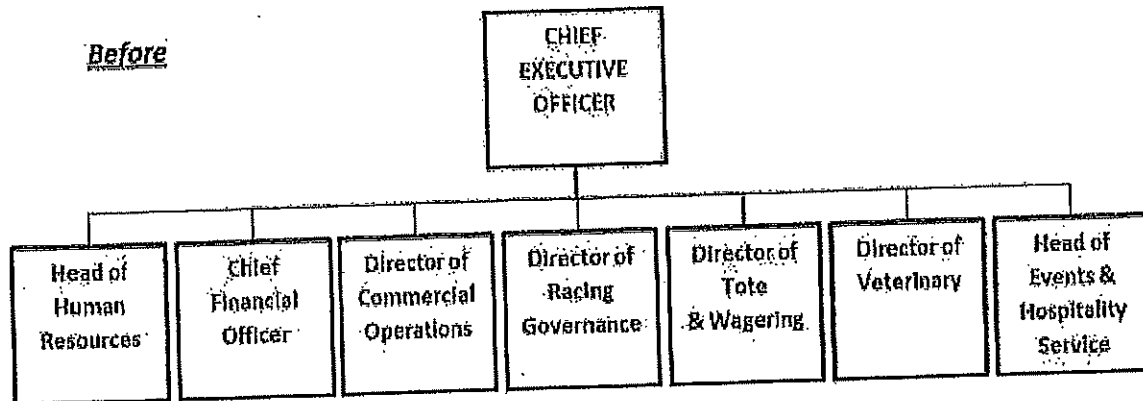 Before
CHIEF
EXECUTIVE
OFFICER
Head of
Human
Resources
Chief
Financial
Officer
Director of
Commercial
Operations
Director of
Racing
Governance
Director of
Tote
& Wagering
Director of
Veterinary
Head of
Events &
Hospitality
Service